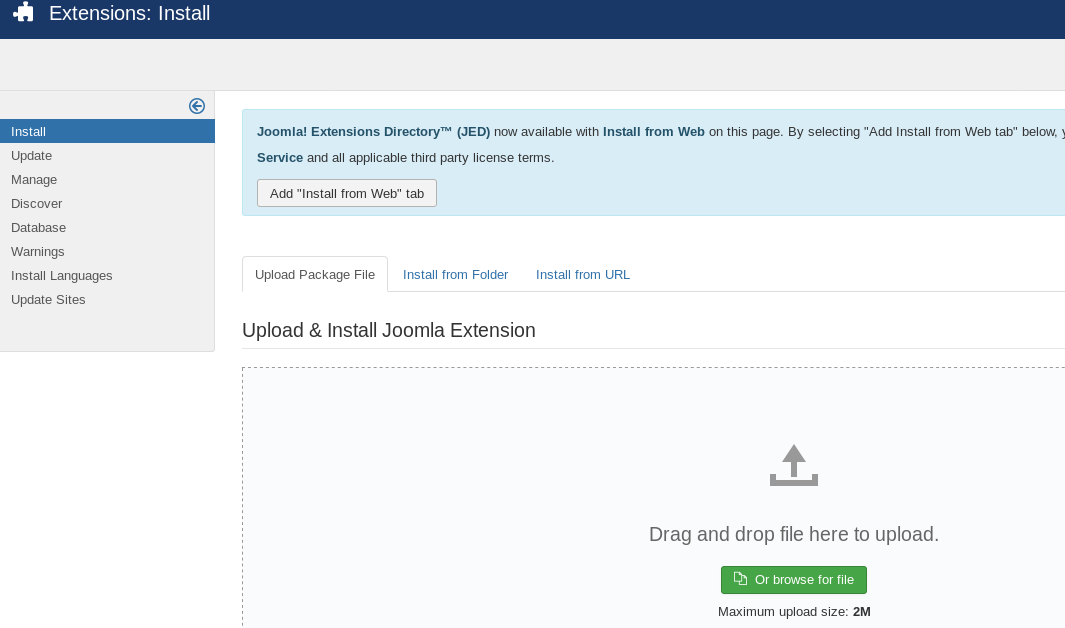 Extensions: Install
Install
Update
Manage
Discover
Database
Warnings
Install Languages
Update Sites
Joomla! Extensions Directory™ (JED) now available with Install from Web on this page. By selecting "Add Install from Web tab" below,
Service and all applicable third party license terms.
Add "Install from Web" tab
Upload Package File Install from Folder Install from URL
Upload & Install Joomla Extension
Drag and drop file here to upload.
Or browse for file
Maximum upload size: 2M